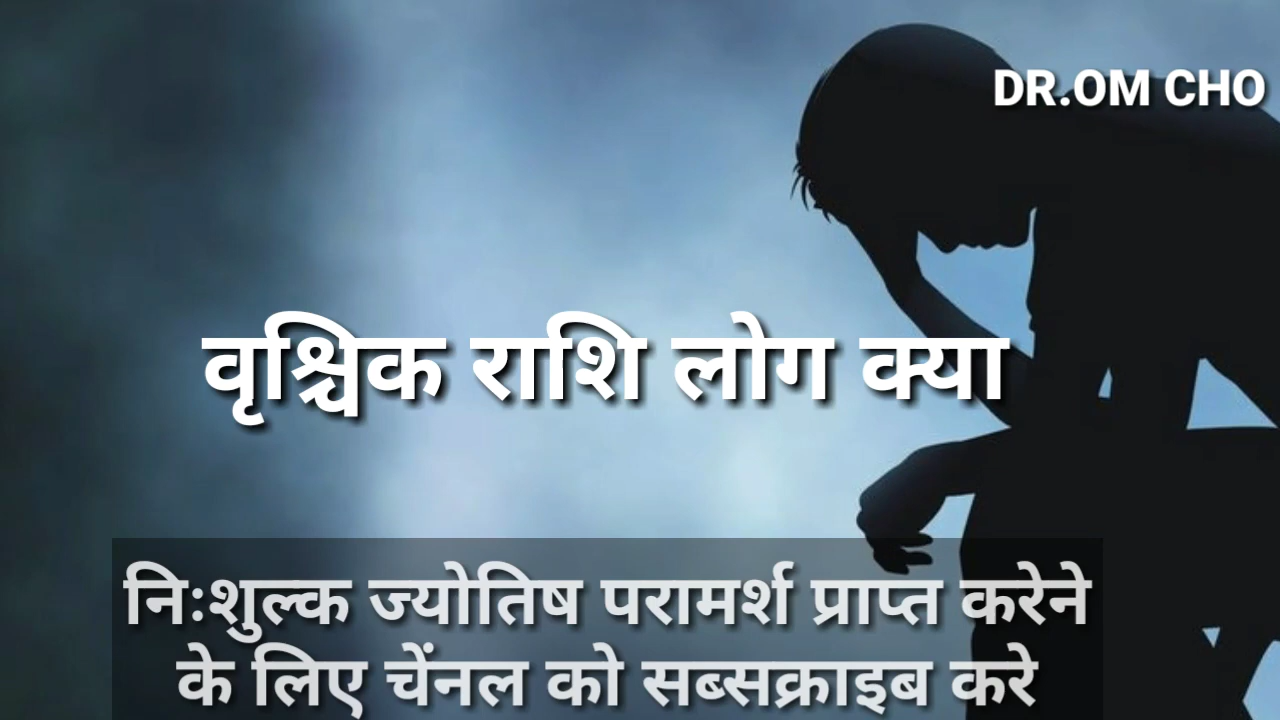 DR.OM CHO
वृश्चिक राशि लोग क्या
निःशुल्क ज्योतिष परामर्श प्राप्त करेने
के लिए चेंनल को सब्सक्राइब करे